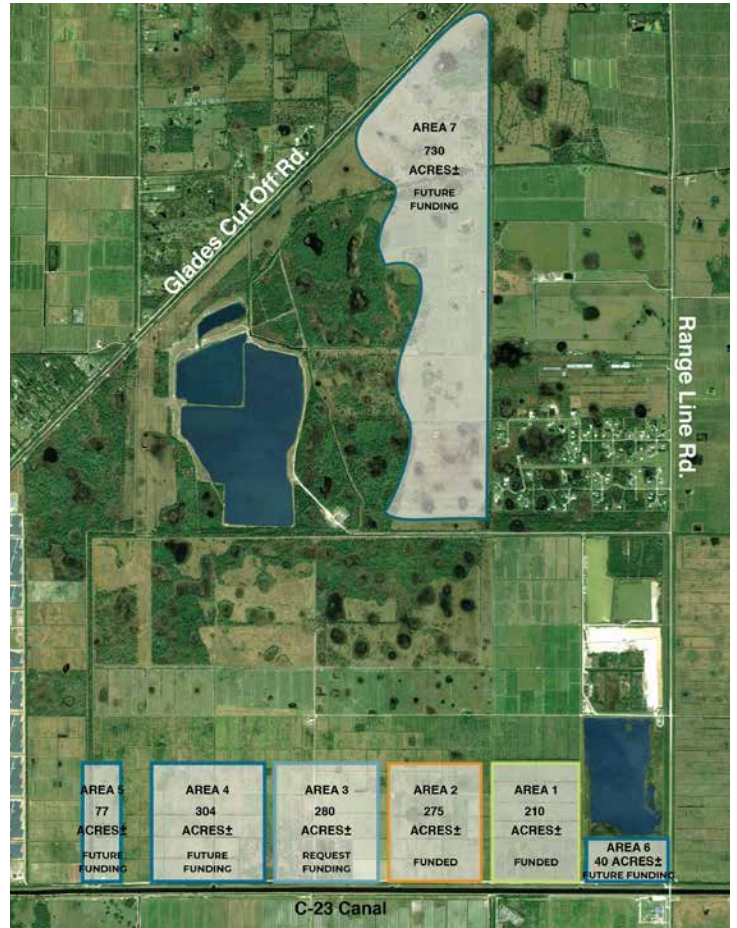 AREA 7
730
ACRES±
FUTURE
FUNDING
Glades Cut Off Rd.
Range Line Rd.
AREA 5
77
ACRES±
FUTURE
FUNDING
AREA 4
304
ACRES±
FUTURE
FUNDING
AREA 3
280
ACRES±
REQUEST
FUNDING
AREA 2
275
ACRES±
FUNDED
AREA 1
210
ACRES±
FUNDED
AREA 6
40 ACRES±
FUTURE FUNDING
C-23 Canal